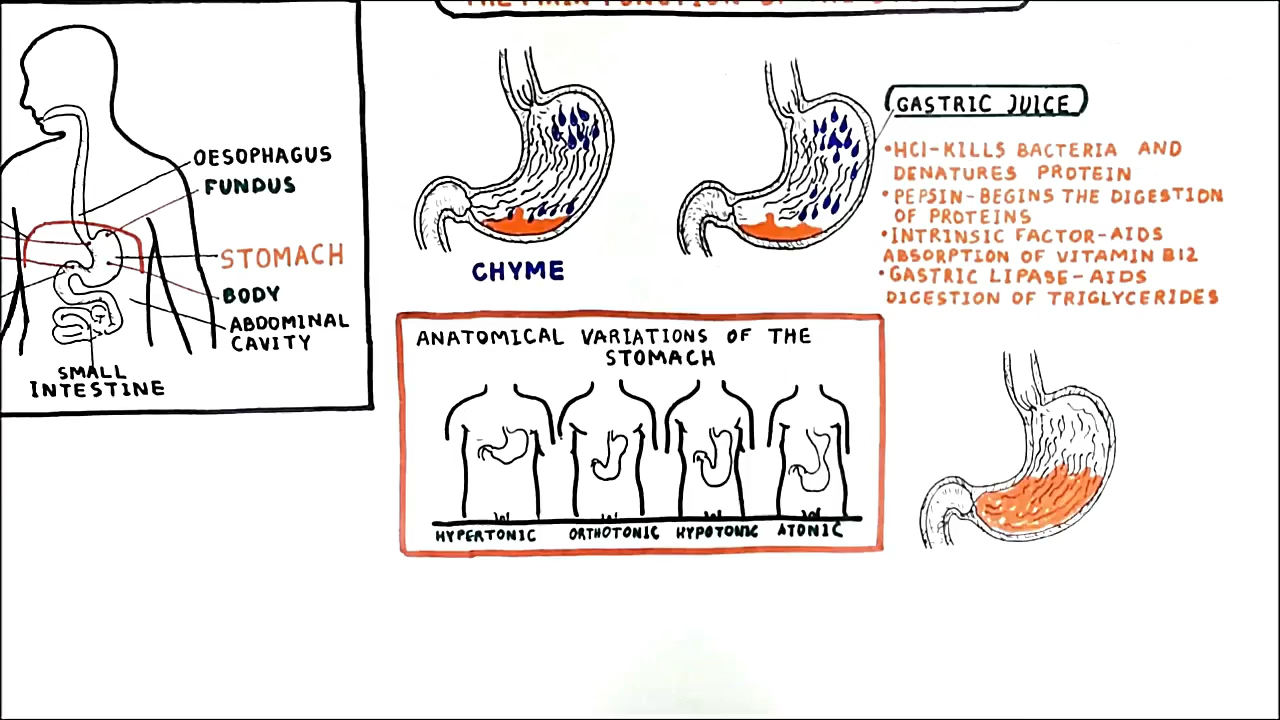 OESOPHAGUS
FUNDUS
STOMACH
BODY
ABDOMINAL
CAVITY
SMALL
INTESTINE
CHYME
GASTRIC JUICE
•HCl-KILLS BACTERIA AND
DENATURES PROTEIN
•PEPSIN-BEGINS THE DIGESTION
OF PROTEINS
•INTRINSIC FACTOR-AIDS
ABSORPTION OF VITAMIN B12
•GASTRIC LIPASE-AIDS
DIGESTION OF TRIGLYCERIDES
ANATOMICAL VARIATIONS OF THE
STOMACH
HYPERTONIC ORTHOTONIC HYPOTONIC ATONIC